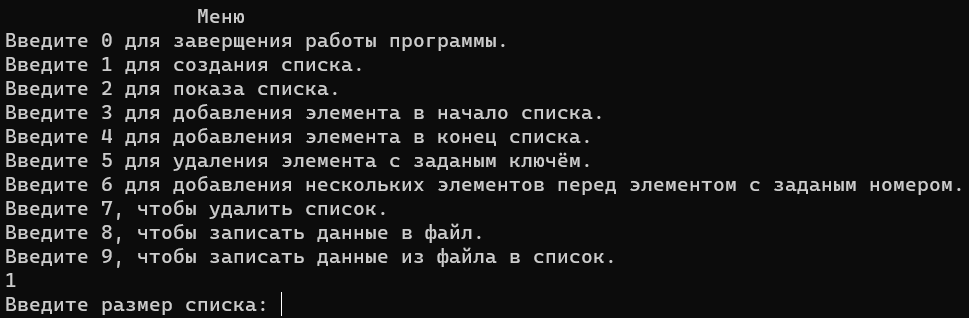 Меню
Введите 0 для заверщения работы программы.
Введите 1 для создания списка.
Введите 2 для показа списка.
Введите 3 для добавления элемента в начало списка.
Введите 4 для добавления элемента в конец списка.
Введите 5 для удаления элемента с заданым ключём.
Введите 6 для добавления нескольких элементов перед элементом с заданым номером.
Введите 7, чтобы удалить список.
Введите 8, чтобы записать данные в файл.
Введите 9, чтобы записать данные из файла в список.
1
Введите размер списка: